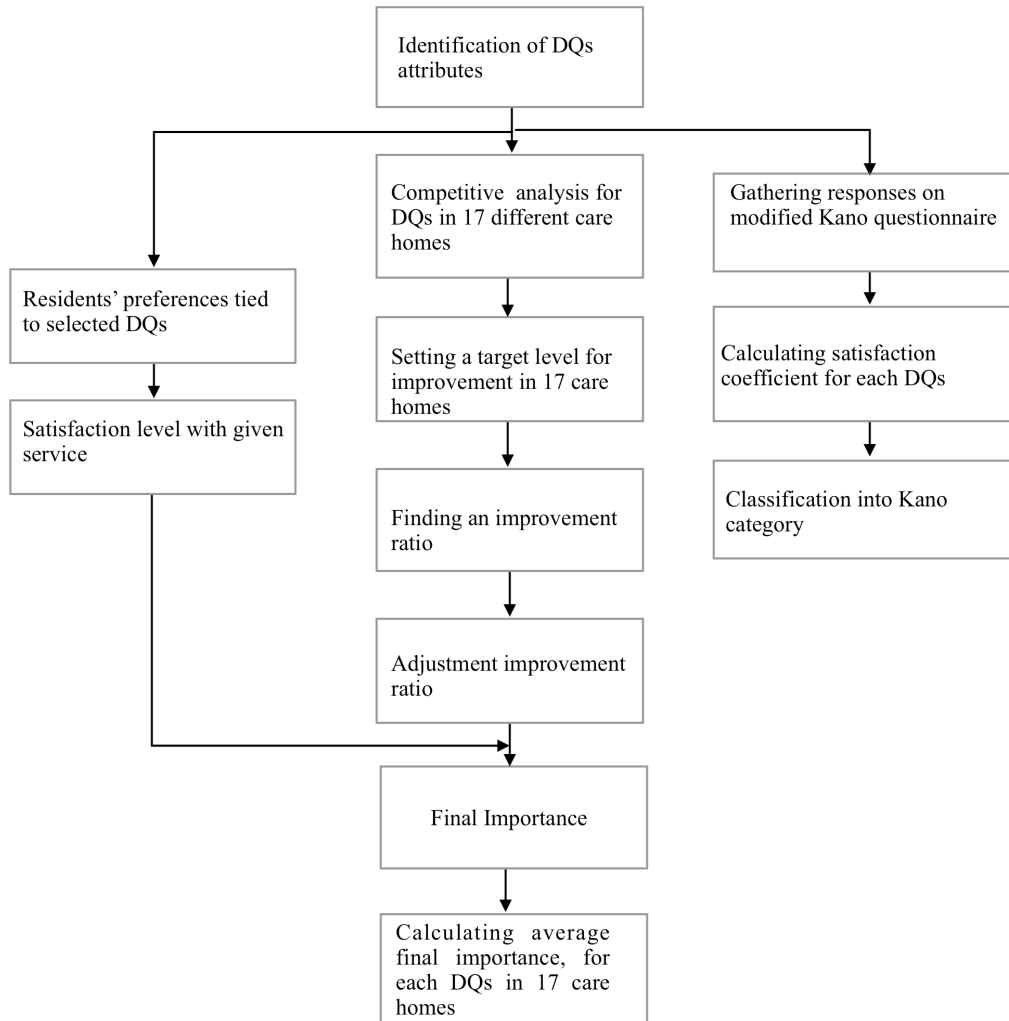 Identification of DQs
attributes
Competitive analysis for
DQs in 17 different care
homes
Gathering responses on
modified Kano questionnaire
Residents’ preferences tied
to selected DQs
Setting a target level for
improvement in 17 care
homes
Calculating satisfaction
coefficient for each DQs
Satisfaction level with given
service
Finding an improvement
ratio
Classification into Kano
category
Adjustment improvement
ratio
Final Importance
Calculating average
final importance, for
each DQs in 17 care
homes